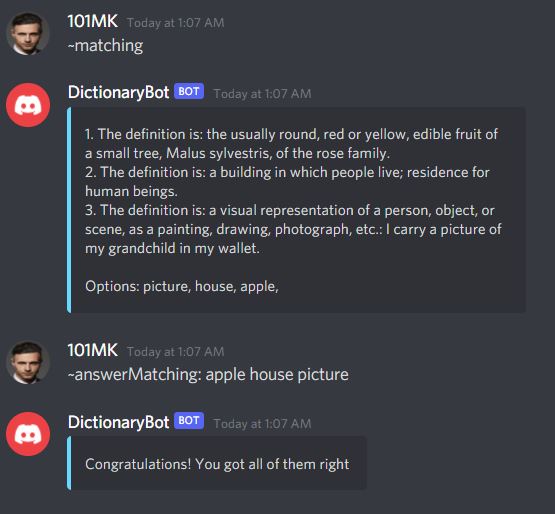 101MK Today at 1:07 AM
~matching
DictionaryBot BOT Today at 1:07 AM
1. The definition is: the usually round, red or yellow, edible fruit of
a small tree, Malus sylvestris, of the rose family.
2. The definition is: a building in which people live; residence for
human beings.
3. The definition is: a visual representation of a person, object, or
scene, as a painting, drawing, photograph, etc.: I carry a picture of
my grandchild in my wallet.
Options: picture, house, apple,
101MK Today at 1:07 AM
~answerMatching: apple house picture
DictionaryBot BOT Today at 1:07 AM
Congratulations! You got all of them right